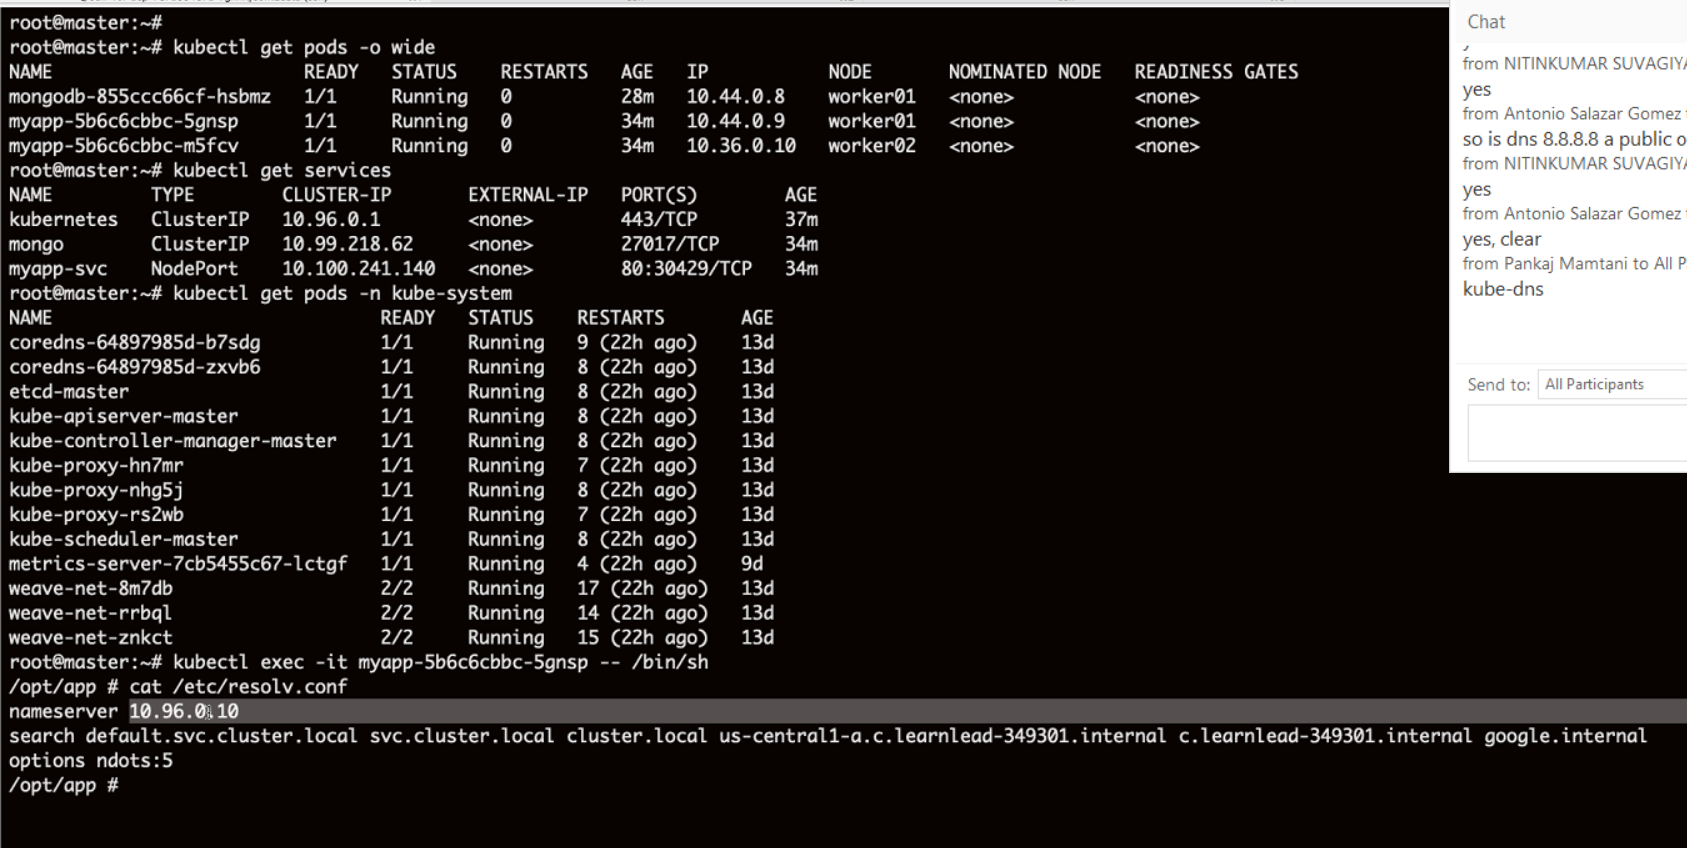 root@master:~#
root@master:~# kubectl get pods -o wide
NAME READY STATUS RESTARTS AGE IP NODE NOMINATED NODE READINESS GATES
mongodb-855ccc66cf-hsbmz 1/1 Running 0 28m 10.44.0.8 worker01 <none> <none>
myapp-5b6c6cbbc-5gnsp 1/1 Running 0 34m 10.44.0.9 worker01 <none> <none>
myapp-5b6c6cbbc-m5fcv 1/1 Running 0 34m 10.36.0.10 worker02 <none> <none>
root@master:~# kubectl get services
NAME TYPE CLUSTER-IP EXTERNAL-IP PORT(S) AGE
kubernetes ClusterIP 10.96.0.1 <none> 443/TCP 37m
mongo ClusterIP 10.99.218.62 <none> 27017/TCP 34m
myapp-svc NodePort 10.100.241.140 <none> 80:30429/TCP 34m
root@master:~# kubectl get pods -n kube-system
NAME READY STATUS RESTARTS AGE
coredns-64897985d-b7sdg 1/1 Running 9 (22h ago) 13d
coredns-64897985d-zxvb6 1/1 Running 8 (22h ago) 13d
etcd-master 1/1 Running 8 (22h ago) 13d
kube-apiserver-master 1/1 Running 8 (22h ago) 13d
kube-controller-manager-master 1/1 Running 8 (22h ago) 13d
kube-proxy-hn7mr 1/1 Running 7 (22h ago) 13d
kube-proxy-nhg5j 1/1 Running 8 (22h ago) 13d
kube-proxy-rs2wb 1/1 Running 7 (22h ago) 13d
kube-scheduler-master 1/1 Running 8 (22h ago) 13d
metrics-server-7cb5455c67-lctgf 1/1 Running 4 (22h ago) 9d
weave-net-8m7db 2/2 Running 17 (22h ago) 13d
weave-net-rrbql 2/2 Running 14 (22h ago) 13d
weave-net-znkct 2/2 Running 15 (22h ago) 13d
root@master:~# kubectl exec -it myapp-5b6c6cbbc-5gnsp -- /bin/sh
/opt/app # cat /etc/resolv.conf
nameserver 10.96.0.10
search default.svc.cluster.local svc.cluster.local cluster.local us-central1-a.c.learnlead-349301.internal c.learnlead-349301.internal google.internal
options ndots:5
/opt/app #
Chat
from NITINKUMAR SUVAGIYA
yes
from Antonio Salazar Gomez
so is dns 8.8.8.8 a public
from NITINKUMAR SUVAGIYA
yes
from Antonio Salazar Gomez
yes, clear
from Pankaj Mamtani to All
kube-dns
Send to: All Participants